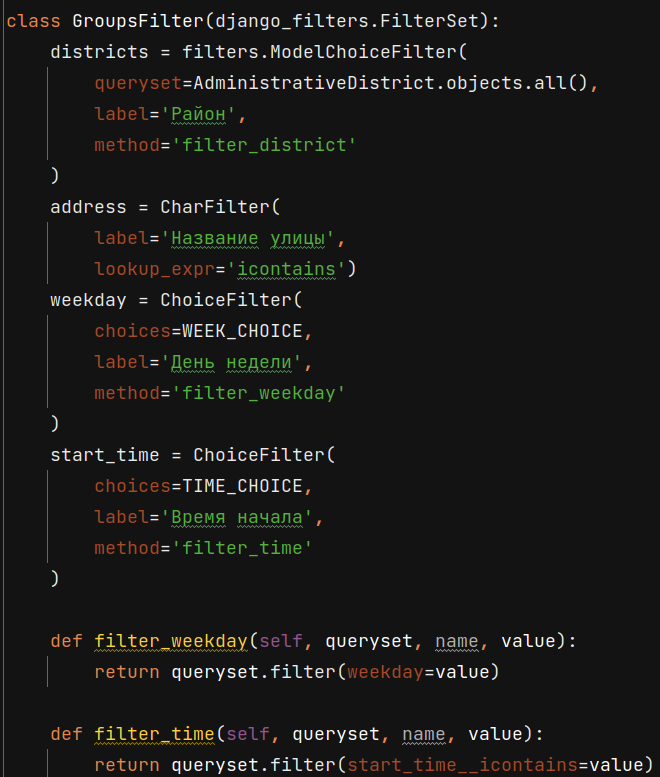 class GroupsFilter(django_filters.FilterSet):
    districts = filters.ModelChoiceFilter(
        queryset=AdministrativeDistrict.objects.all(),
        label='Район',
        method='filter_district'
    )
    address = CharFilter(
        label='Название улицы',
        lookup_expr='icontains')
    weekday = ChoiceFilter(
        choices=WEEK_CHOICE,
        label='День недели',
        method='filter_weekday'
    )
    start_time = ChoiceFilter(
        choices=TIME_CHOICE,
        label='Время начала',
        method='filter_time'
    )

    def filter_weekday(self, queryset, name, value):
        return queryset.filter(weekday=value)

    def filter_time(self, queryset, name, value):
        return queryset.filter(start_time__icontains=value)